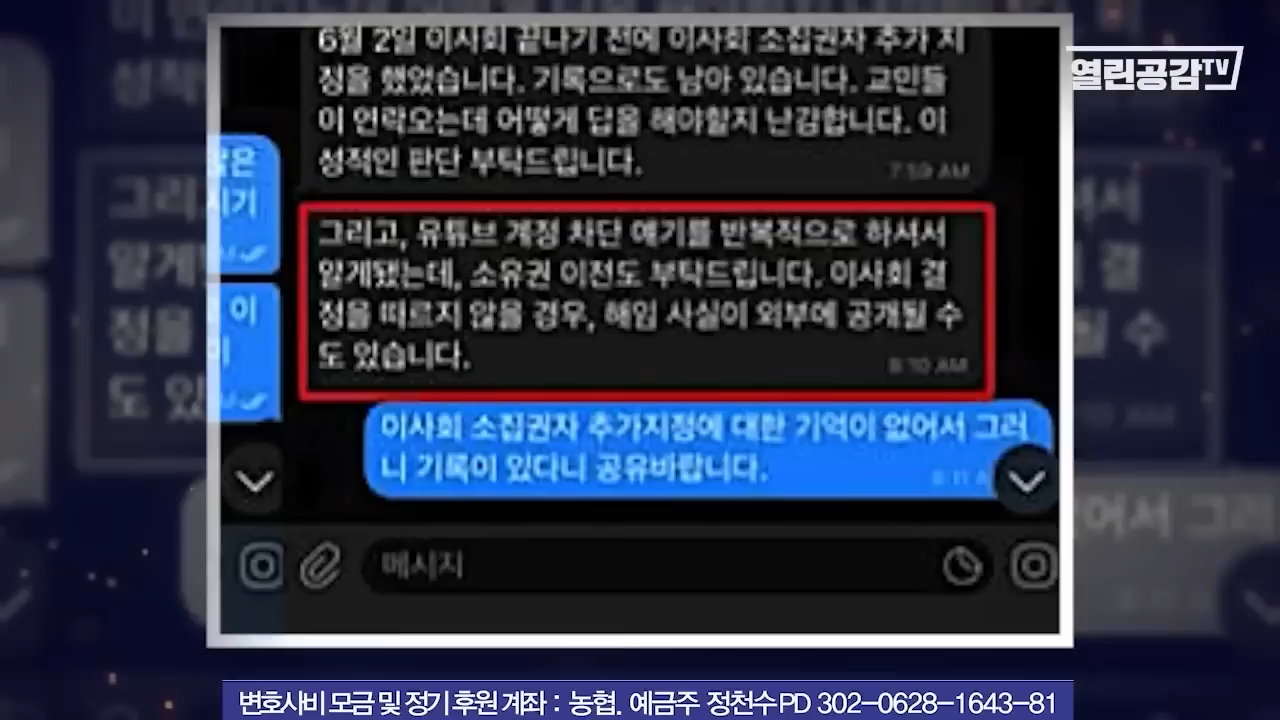 열린공감TV
6월 2일 이사회 끝나기 전에 이사회 소집권자 추가 지
정을 했었습니다. 기록으로도 남아 있습니다. 교인들
이 연락오는데 어떻게 답을 해야할지 난감합니다. 이
성적인 판단 부탁드립니다.
7:59 AM
그리고, 유튜브 계정 차단 얘기를 반복적으로 하셔서
알게됐는데, 소유권 이전도 부탁드립니다. 이사회 결
정을 따르지 않을 경우, 해임 사실이 외부에 공개될 수
도 있습니다.
8:10 AM
이사회 소집권자 추가지정에 대한 기억이 없어서 그러
니 기록이 있다니 공유바랍니다.
메시지
변호사비 모금 및 정기 후원 계좌 : 농협. 예금주 정천수PD 302-0628-1643-81